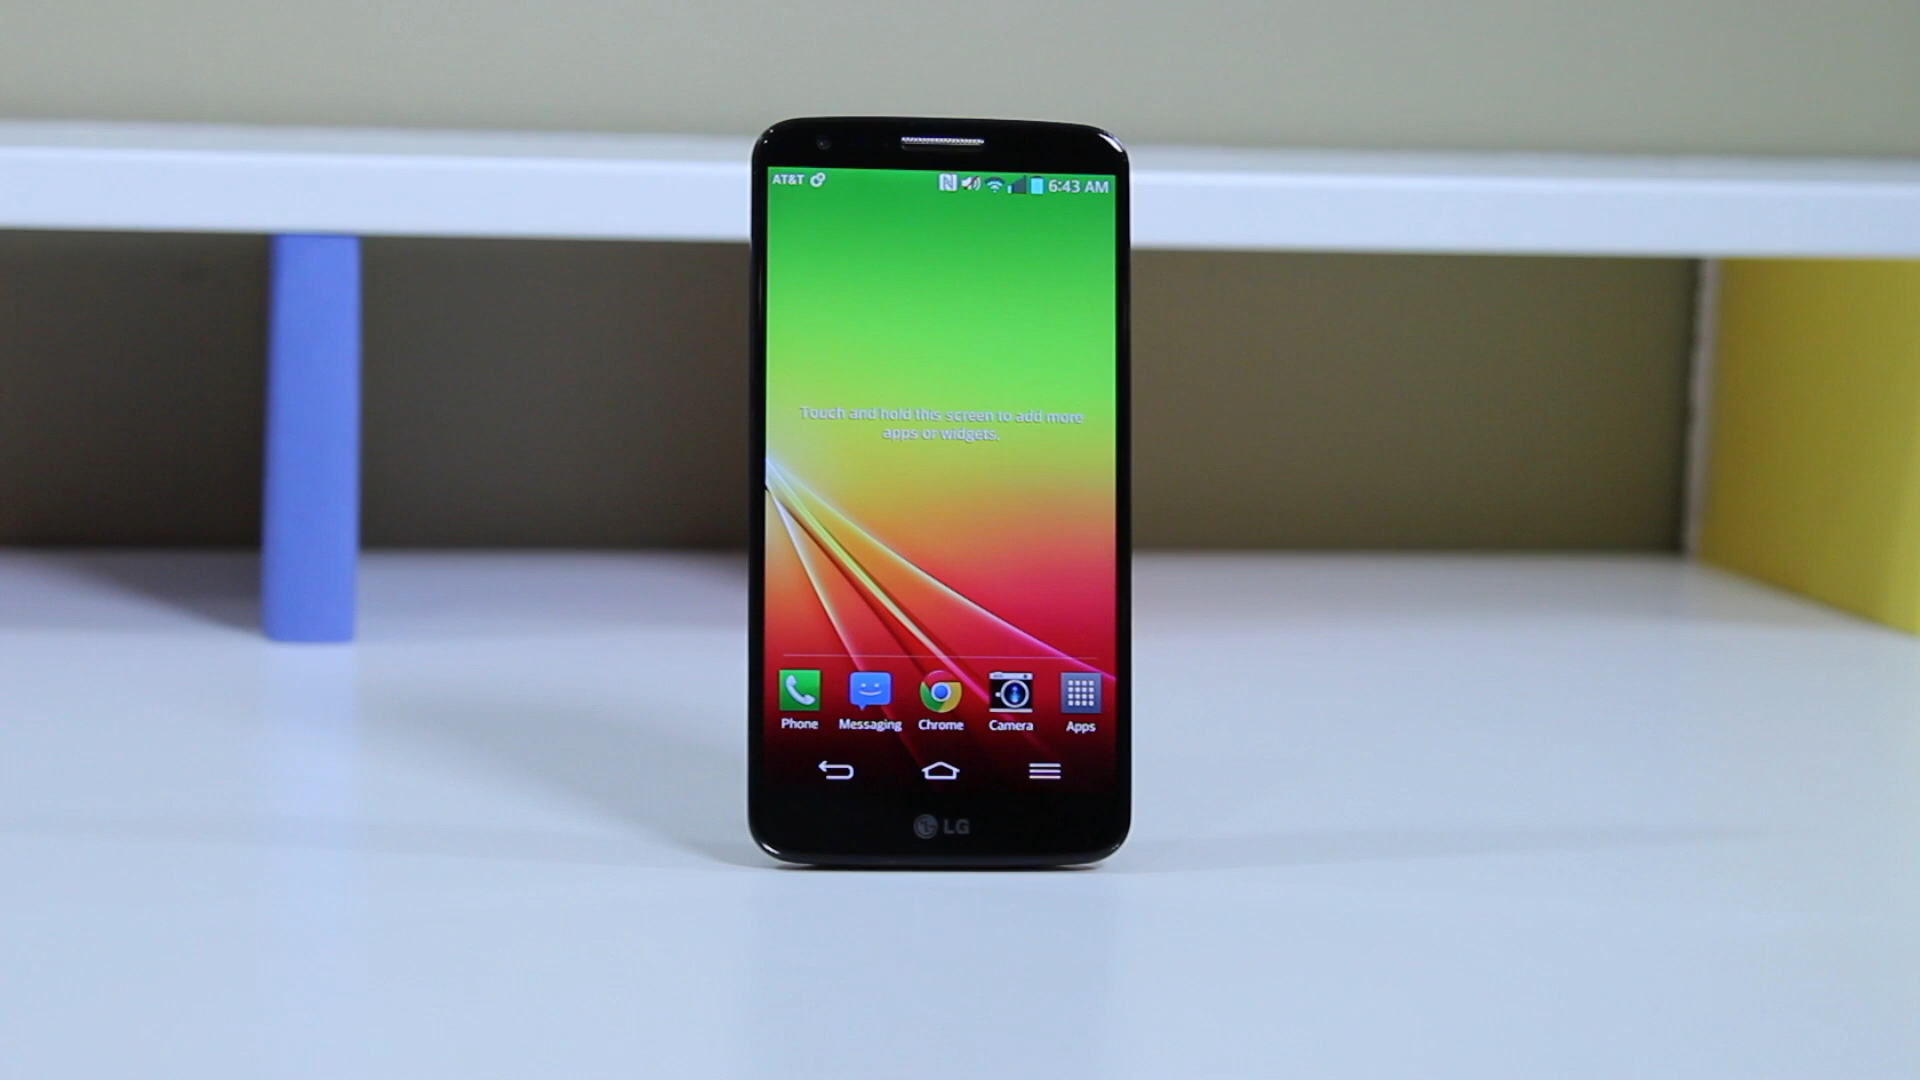 AT&T 6:43 AM
Touch and hold this screen to add more
apps or widgets.
Phone Messaging Chrome Camera Apps
LG